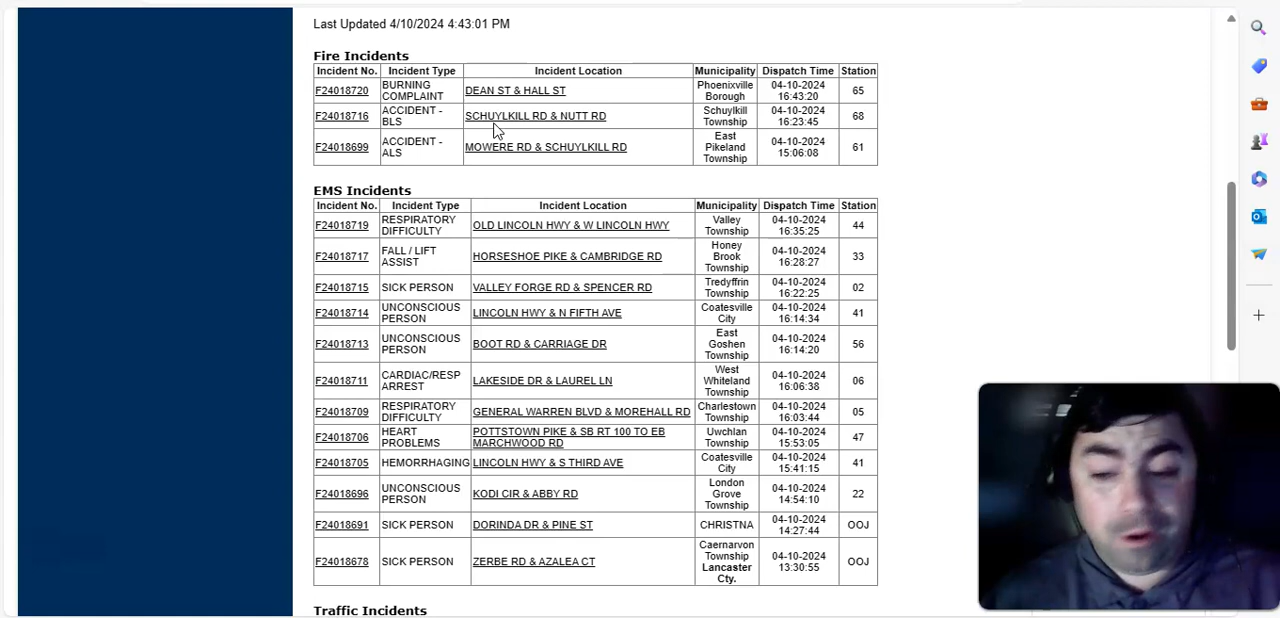 Last Updated 4/10/2024 4:43:01 PM
Fire Incidents
Incident No. Incident Type Incident Location Municipality Dispatch Time Station
F24018720 BURNING COMPLAINT DEAN ST & HALL ST Phoenixville Borough 04-10-2024 16:43:20 65
F24018716 ACCIDENT - BLS SCHUYLKILL RD & NUTT RD Schuylkill Township 04-10-2024 16:23:45 68
F24018699 ACCIDENT - ALS MOWERE RD & SCHUYLKILL RD East Pikeland Township 04-10-2024 15:06:08 61
EMS Incidents
Incident No. Incident Type Incident Location Municipality Dispatch Time Station
F24018719 RESPIRATORY DIFFICULTY OLD LINCOLN HWY & W LINCOLN HWY Valley Township 04-10-2024 16:35:25 44
F24018717 FALL / LIFT ASSIST HORSESHOE PIKE & CAMBRIDGE RD Honey Brook Township 04-10-2024 16:28:27 33
F24018715 SICK PERSON VALLEY FORGE RD & SPENCER RD Tredyffrin Township 04-10-2024 16:22:25 02
F24018714 UNCONSCIOUS PERSON LINCOLN HWY & N FIFTH AVE Coatesville City 04-10-2024 16:14:34 41
F24018713 UNCONSCIOUS PERSON BOOT RD & CARRIAGE DR East Goshen Township 04-10-2024 16:14:20 56
F24018711 CARDIAC/RESP ARREST LAKESIDE DR & LAUREL LN West Whiteland Township 04-10-2024 16:06:38 06
F24018709 RESPIRATORY DIFFICULTY GENERAL WARREN BLVD & MOREHALL RD Charlestown Township 04-10-2024 16:03:44 05
F24018706 HEART PROBLEMS POTTSTOWN PIKE & SB RT 100 TO EB MARCHWOOD RD Uwchlan Township 04-10-2024 15:53:05 47
F24018705 HEMORRHAGING LINCOLN HWY & S THIRD AVE Coatesville City 04-10-2024 15:41:15 41
F24018696 UNCONSCIOUS PERSON KODI CIR & ABBY RD London Grove Township 04-10-2024 14:54:10 22
F24018691 SICK PERSON DORINDA DR & PINE ST CHRISTNA 04-10-2024 14:27:44 OOJ
F24018678 SICK PERSON ZERBE RD & AZALEA CT Caernarvon Township Lancaster Cty. 04-10-2024 13:30:55 OOJ
Traffic Incidents